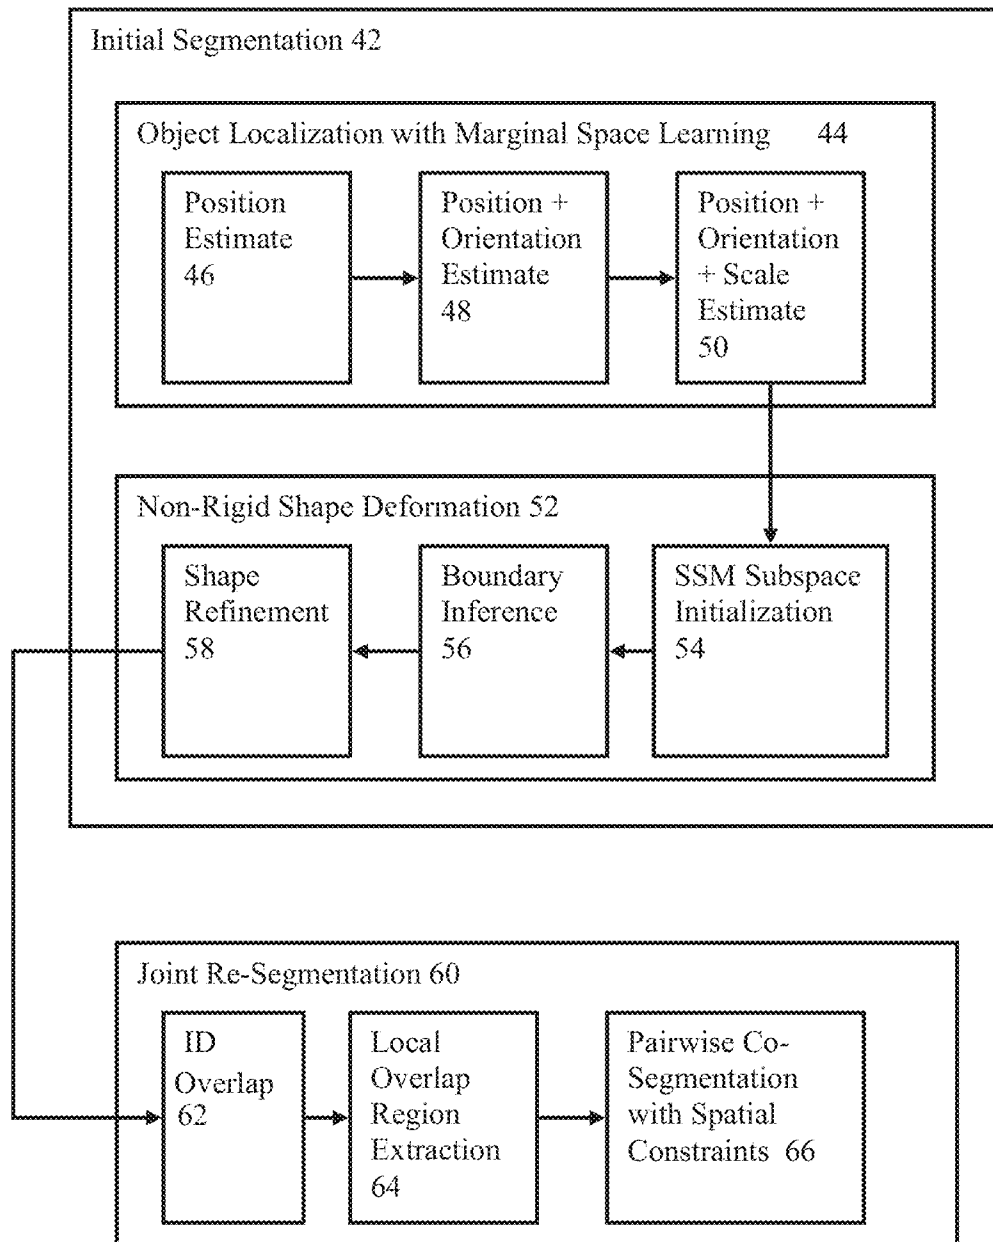 Initial Segmentation 42
Object Localization with Marginal Space Learning 44
Position
Estimate
46
Position +
Orientation
Estimate
48
Position +
Orientation
+ Scale
Estimate
50
Non-Rigid Shape Deformation 52
Shape
Refinement
58
Boundary
Inference
56
SSM Subspace
Initialization
54
Joint Re-Segmentation 60
ID
Overlap
62
Local
Overlap
Region
Extraction
64
Pairwise Co-
Segmentation
with Spatial
Constraints 66